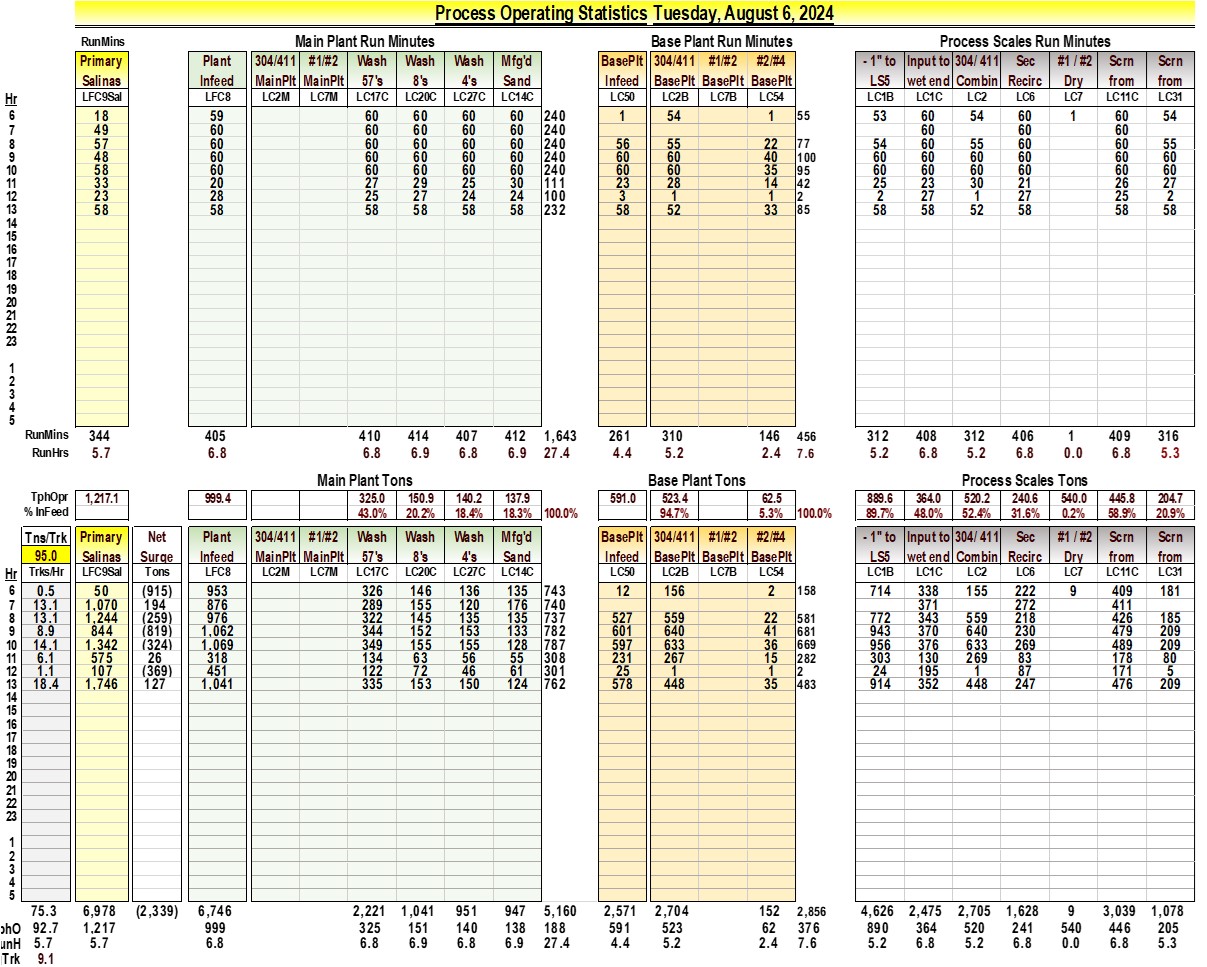 Process Operating Statistics Tuesday, August 6, 2024
RunMins Main Plant Run Minutes Base Plant Run Minutes Process Scales Run Minutes
Primary Plant 304/411 #1/#2 Wash Wash Wash Mfg'd BasePlt 304/411 #1/#2 #2/#4 - 1" to Input to 304/ 411 Sec #1 / #2 Scrn Scrn
Salinas Infeed MainPlt MainPlt 57's 8's 4's Sand Infeed BasePlt BasePlt BasePlt LS5 wet end Combin Recirc Dry from from
Hr LFC9Sal LFC8 LC2M LC7M LC17C LC20C LC27C LC14C LC50 LC2B LC7B LC54 LC1B LC1C LC2 LC6 LC7 LC11C LC31
6 18 59 60 60 60 60 240 1 54 1 55 53 60 54 60 1 60 54
7 49 60 60 60 60 60 240 60 60 60
8 57 60 60 60 60 60 240 56 55 22 77 54 60 55 60 60 55
9 48 60 60 60 60 60 240 60 60 40 100 60 60 60 60 60 60
10 58 60 60 60 60 60 240 60 60 35 95 60 60 60 60 60 60
11 33 20 27 29 25 30 111 23 28 14 42 25 23 30 21 26 27
12 23 28 25 27 24 24 100 3 1 1 2 2 27 1 27 25 2
13 58 58 58 58 58 58 232 58 52 33 85 58 58 52 58 58 58
14
15
16
17
18
19
20
21
22
23
1
2
3
4
5
RunMins 344 405 410 414 407 412 1,643 261 310 146 456 312 408 312 406 1 409 316
RunHrs 5.7 6.8 6.8 6.9 6.8 6.9 27.4 4.4 5.2 2.4 7.6 5.2 6.8 5.2 6.8 0.0 6.8 5.3
Main Plant Tons Base Plant Tons Process Scales Tons
TphOpr 1,217.1 999.4 325.0 150.9 140.2 137.9 591.0 523.4 62.5 889.6 364.0 520.2 240.6 540.0 445.8 204.7
% InFeed 43.0% 20.2% 18.4% 18.3% 100.0% 94.7% 5.3% 100.0% 89.7% 48.0% 52.4% 31.6% 0.2% 58.9% 20.9%
Tns/Trk Primary Net Plant 304/411 #1/#2 Wash Wash Wash Mfg'd BasePlt 304/411 #1/#2 #2/#4 - 1" to Input to 304/ 411 Sec #1 / #2 Scrn Scrn
95.0 Salinas Surge Infeed MainPlt MainPlt 57's 8's 4's Sand Infeed BasePlt BasePlt BasePlt LS5 wet end Combin Recirc Dry from from
Hr Trks/Hr LFC9Sal Tons LFC8 LC2M LC7M LC17C LC20C LC27C LC14C LC50 LC2B LC7B LC54 LC1B LC1C LC2 LC6 LC7 LC11C LC31
6 0.5 50 (915) 953 326 146 136 135 743 12 156 2 158 714 338 155 222 9 409 181
7 13.1 1,070 194 876 289 155 120 176 740 371 272 411
8 13.1 1,244 (259) 976 322 145 135 135 737 527 559 22 581 772 343 559 218 426 185
9 8.9 844 (819) 1,062 344 152 153 133 782 601 640 41 681 943 370 640 230 479 209
10 14.1 1,342 (324) 1,069 349 155 155 128 787 597 633 36 669 956 376 633 269 489 209
11 6.1 575 26 318 134 63 56 55 308 231 267 15 282 303 130 269 83 178 80
12 1.1 107 (369) 451 122 72 46 61 301 25 1 1 2 24 195 1 87 171 5
13 18.4 1,746 127 1,041 335 153 150 124 762 578 448 35 483 914 352 448 247 476 209
14
15
16
17
18
19
20
21
22
23
1
2
3
4
5
75.3 6,978 (2,339) 6,746 2,221 1,041 951 947 5,160 2,571 2,704 152 2,856 4,626 2,475 2,705 1,628 9 3,039 1,078
phO 92.7 1,217 999 325 151 140 138 188 591 523 62 376 890 364 520 241 540 446 205
unH 5.7 5.7 6.8 6.8 6.9 6.8 6.9 27.4 4.4 5.2 2.4 7.6 5.2 6.8 5.2 6.8 0.0 6.8 5.3
Trk 9.1